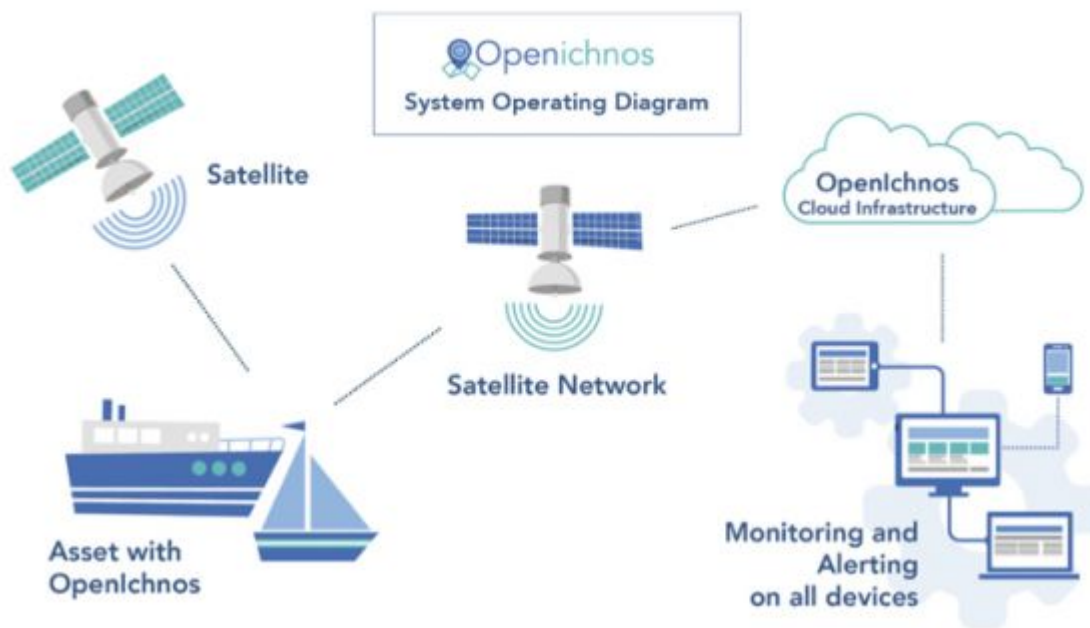 Openichnos
System Operating Diagram
Satellite
OpenIchnos
Cloud Infrastructure
Satellite Network
Asset with
OpenIchnos
Monitoring and
Alerting
on all devices